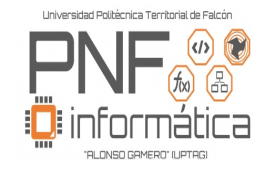 Universidad Politécnica Territorial de Falcón
PNF
</>
f(x)
informática
"ALONSO GAMERO" (UPTAG)